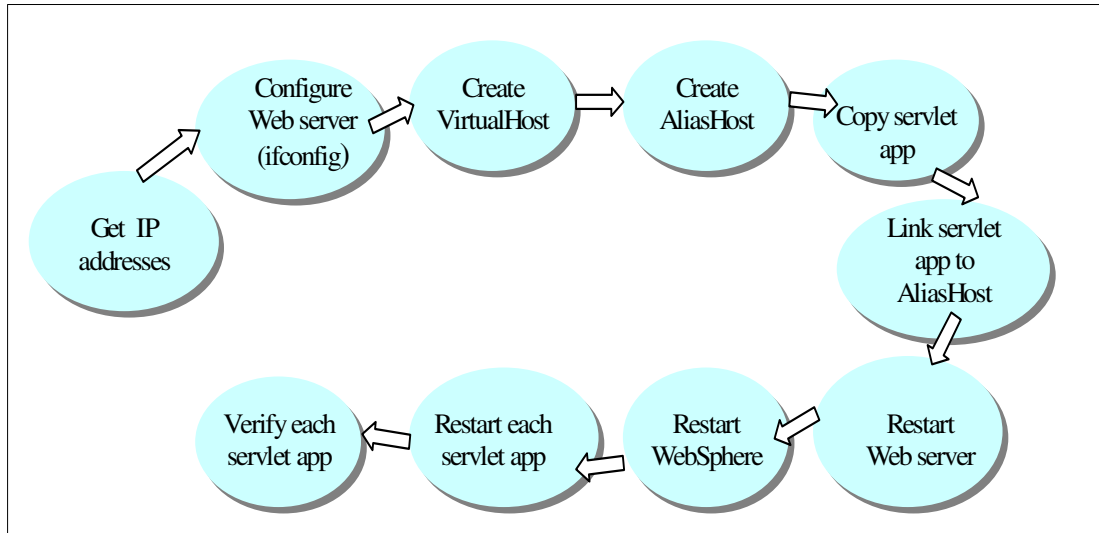 Get IP
addresses
Configure
Web server
(ifconfig)
Create
VirtualHost
Create
AliasHost
Copy servlet
app
Link servlet
app to
AliasHost
Restart
Web server
Restart
WebSphere
Restart each
servlet app
Verify each
servlet app